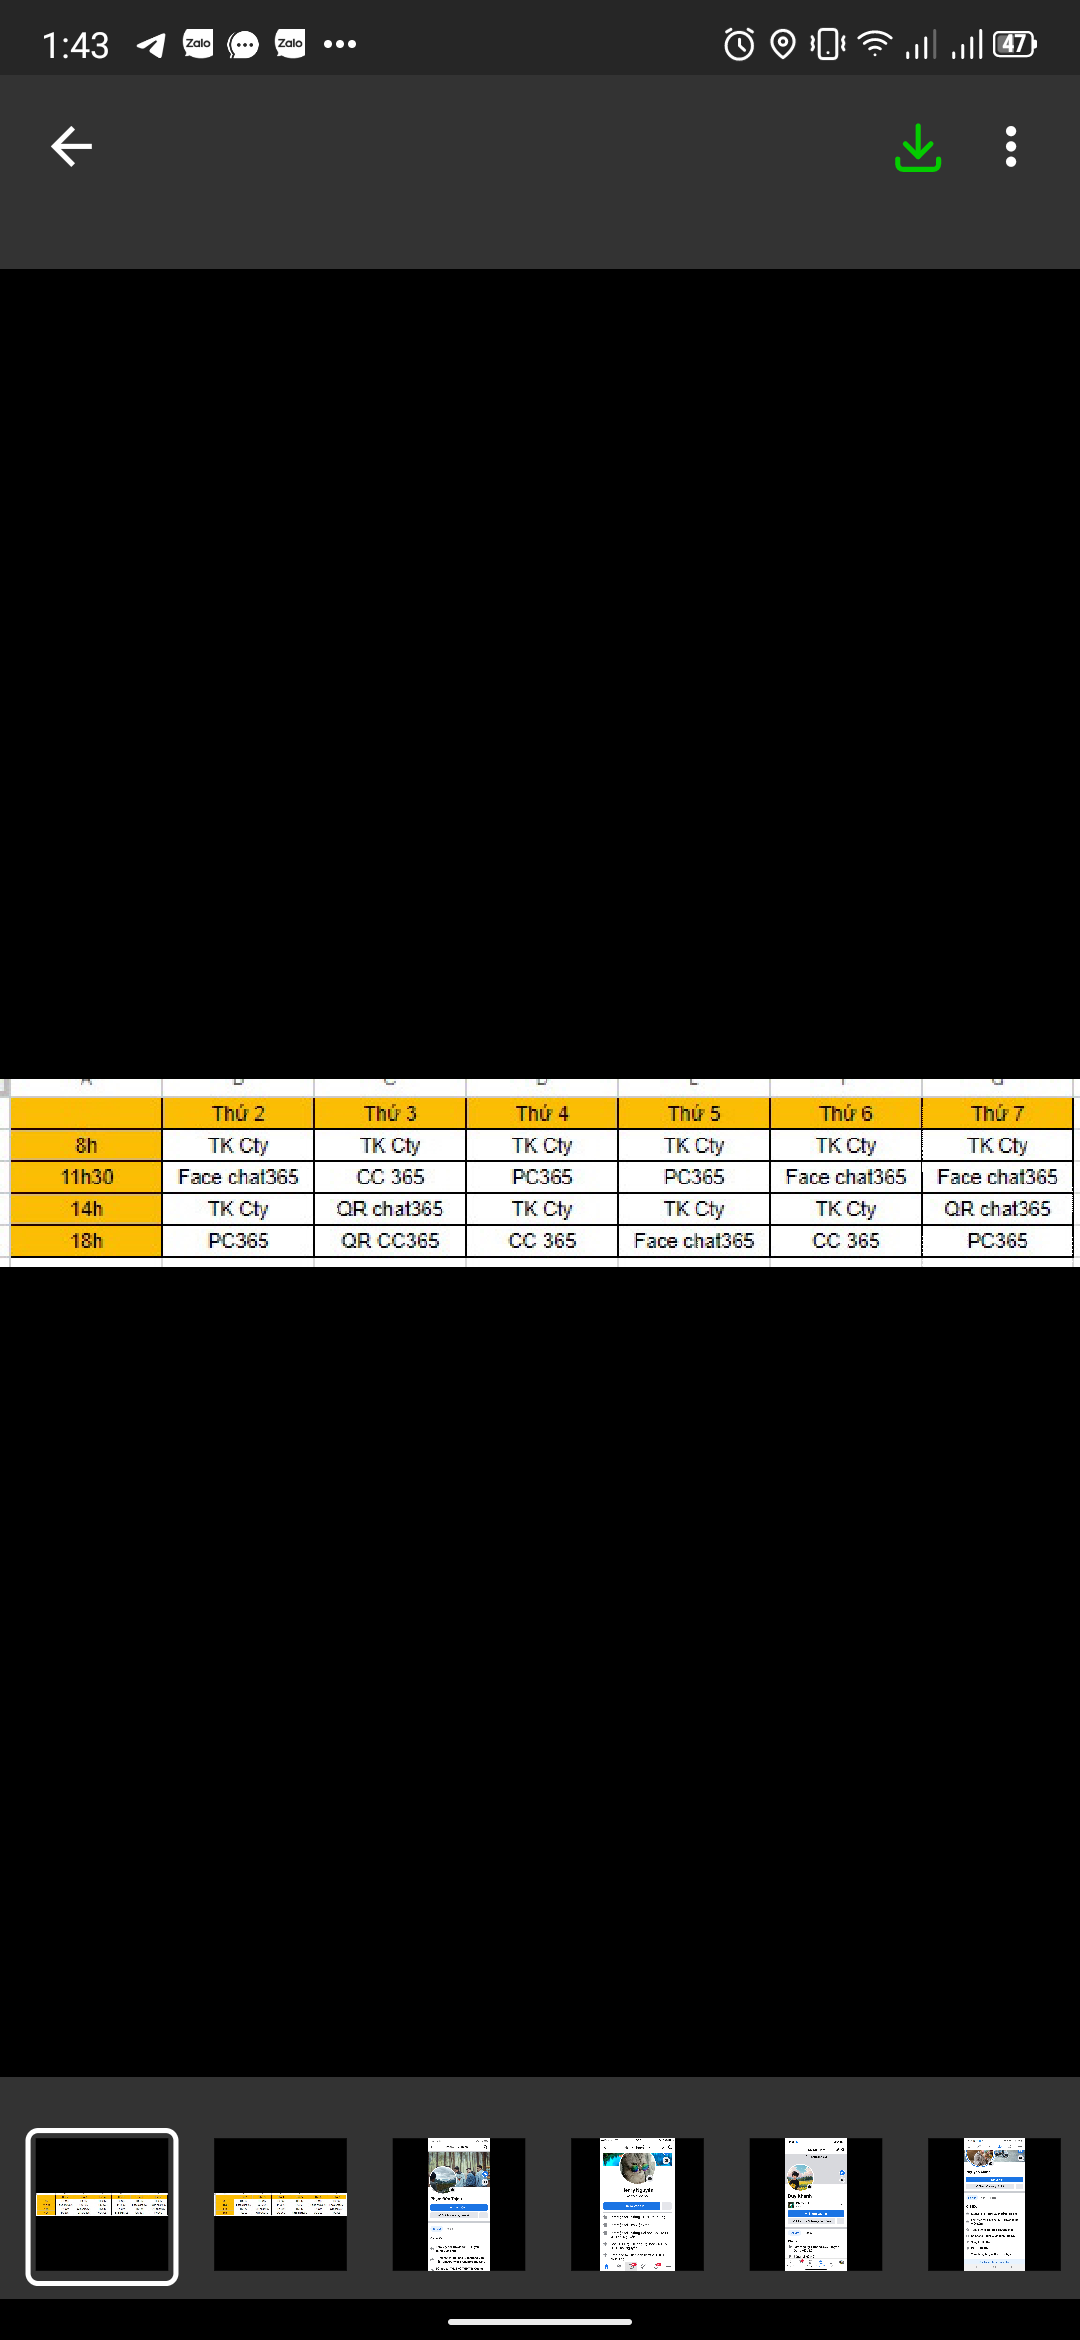 1:43 Zalo Zalo 47
Thứ 2 Thứ 3 Thứ 4 Thứ 5 Thứ 6 Thứ 7
8h TK Cty TK Cty TK Cty TK Cty TK Cty TK Cty
11h30 Face chat365 CC 365 PC365 PC365 Face chat365 Face chat365
14h TK Cty QR chat365 TK Cty TK Cty TK Cty QR chat365
18h PC365 QR CC365 CC 365 Face chat365 CC 365 PC365